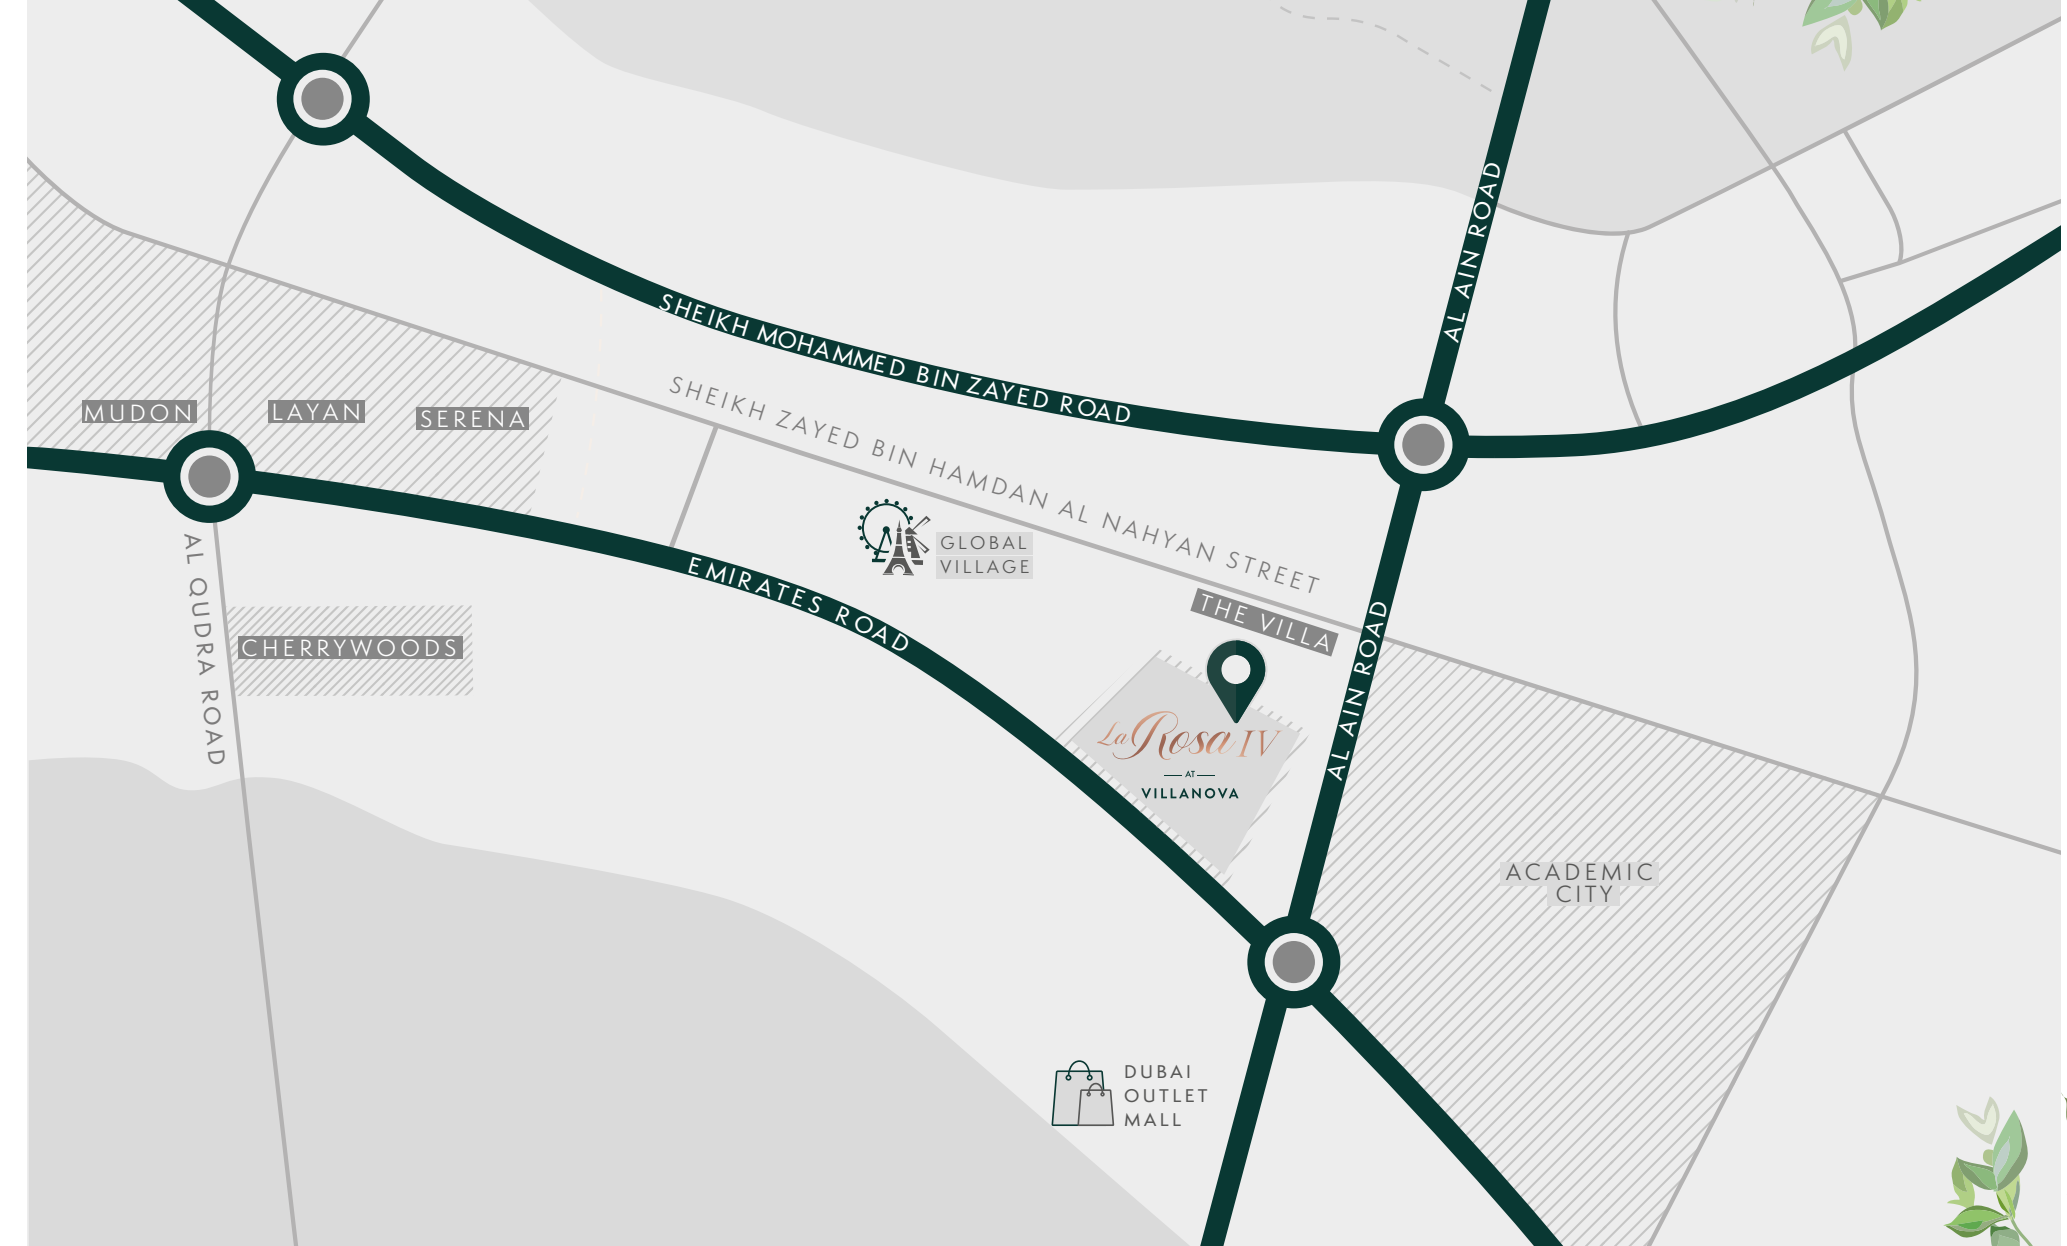 AL AIN ROAD
SHEIKH MOHAMMED BIN ZAYED ROAD
SHEIKH ZAYED BIN HAMDAN AL NAHYAN STREET
MUDON
LAYAN
SERENA
GLOBAL
VILLAGE
EMIRATES ROAD
AL QUDRA ROAD
CHERRYWOODS
THE VILLA
AL AIN ROAD
La Rosa IV
AT
VILLANOVA
ACADEMIC
CITY
DUBAI
OUTLET
MALL